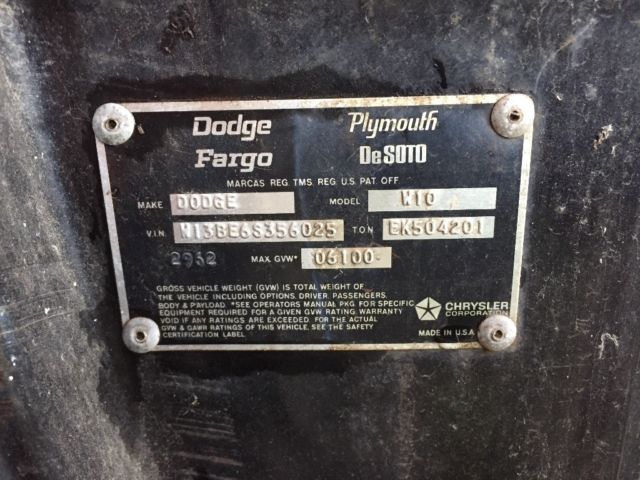 Dodge Plymouth
Fargo DeSOTO
MARCAS REG. TMS. REG. U.S. PAT. OFF.
MAKE DODGE MODEL W10
V.I.N. W13BE6S356025 T O N EK504201
2962 MAX. GVW* 06100
GROSS VEHICLE WEIGHT (GVW) IS TOTAL WEIGHT OF
THE VEHICLE INCLUDING OPTIONS, DRIVER, PASSENGERS,
BODY & PAYLOAD. *SEE OPERATORS MANUAL PKG. FOR SPECIFIC
EQUIPMENT REQUIRED FOR A GIVEN GVW RATING. WARRANTY
VOID IF ANY RATINGS ARE EXCEEDED. FOR THE ACTUAL
GVW & GAWR RATINGS OF THIS VEHICLE, SEE THE SAFETY
CERTIFICATION LABEL.
CHRYSLER
CORPORATION
MADE IN U.S.A.